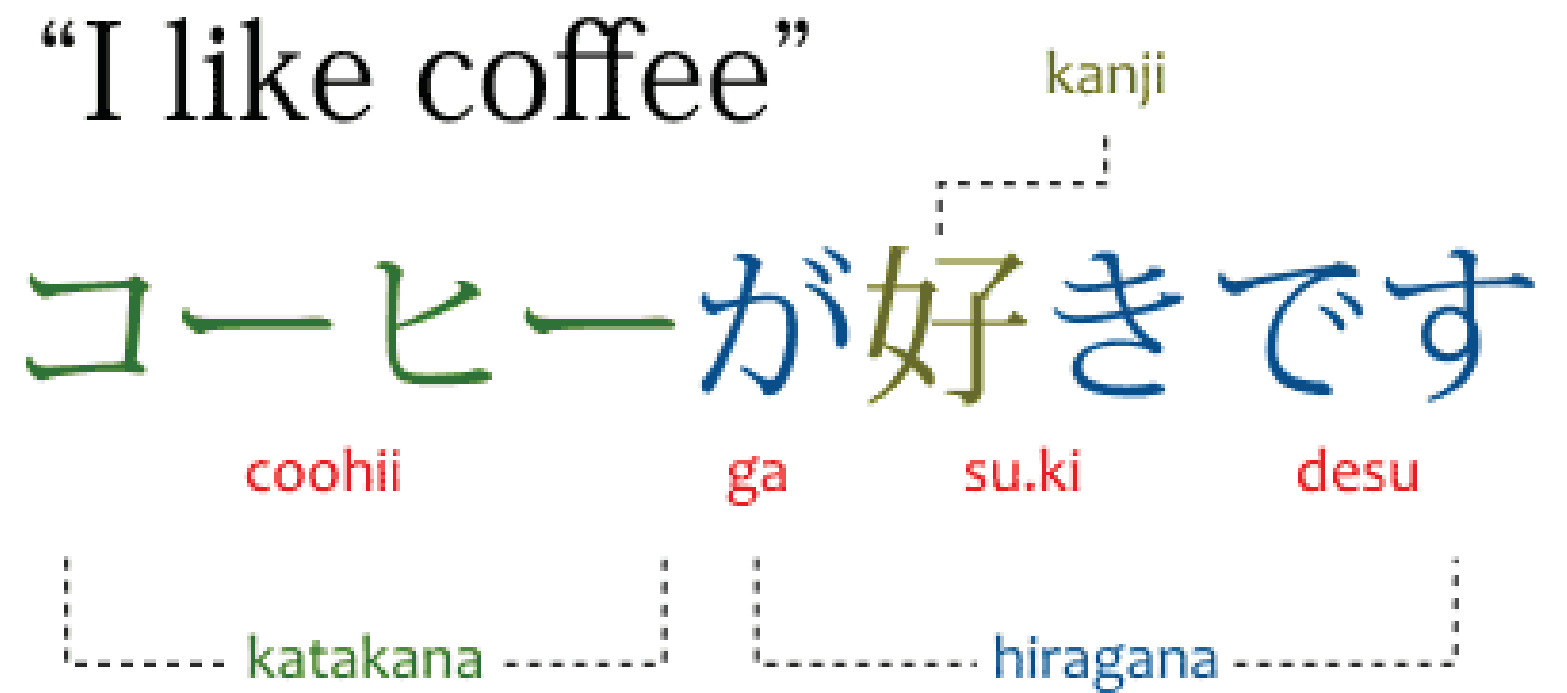 “I like coffee”
kanji
コーヒーが好きです
coohii ga su.ki desu
katakana hiragana